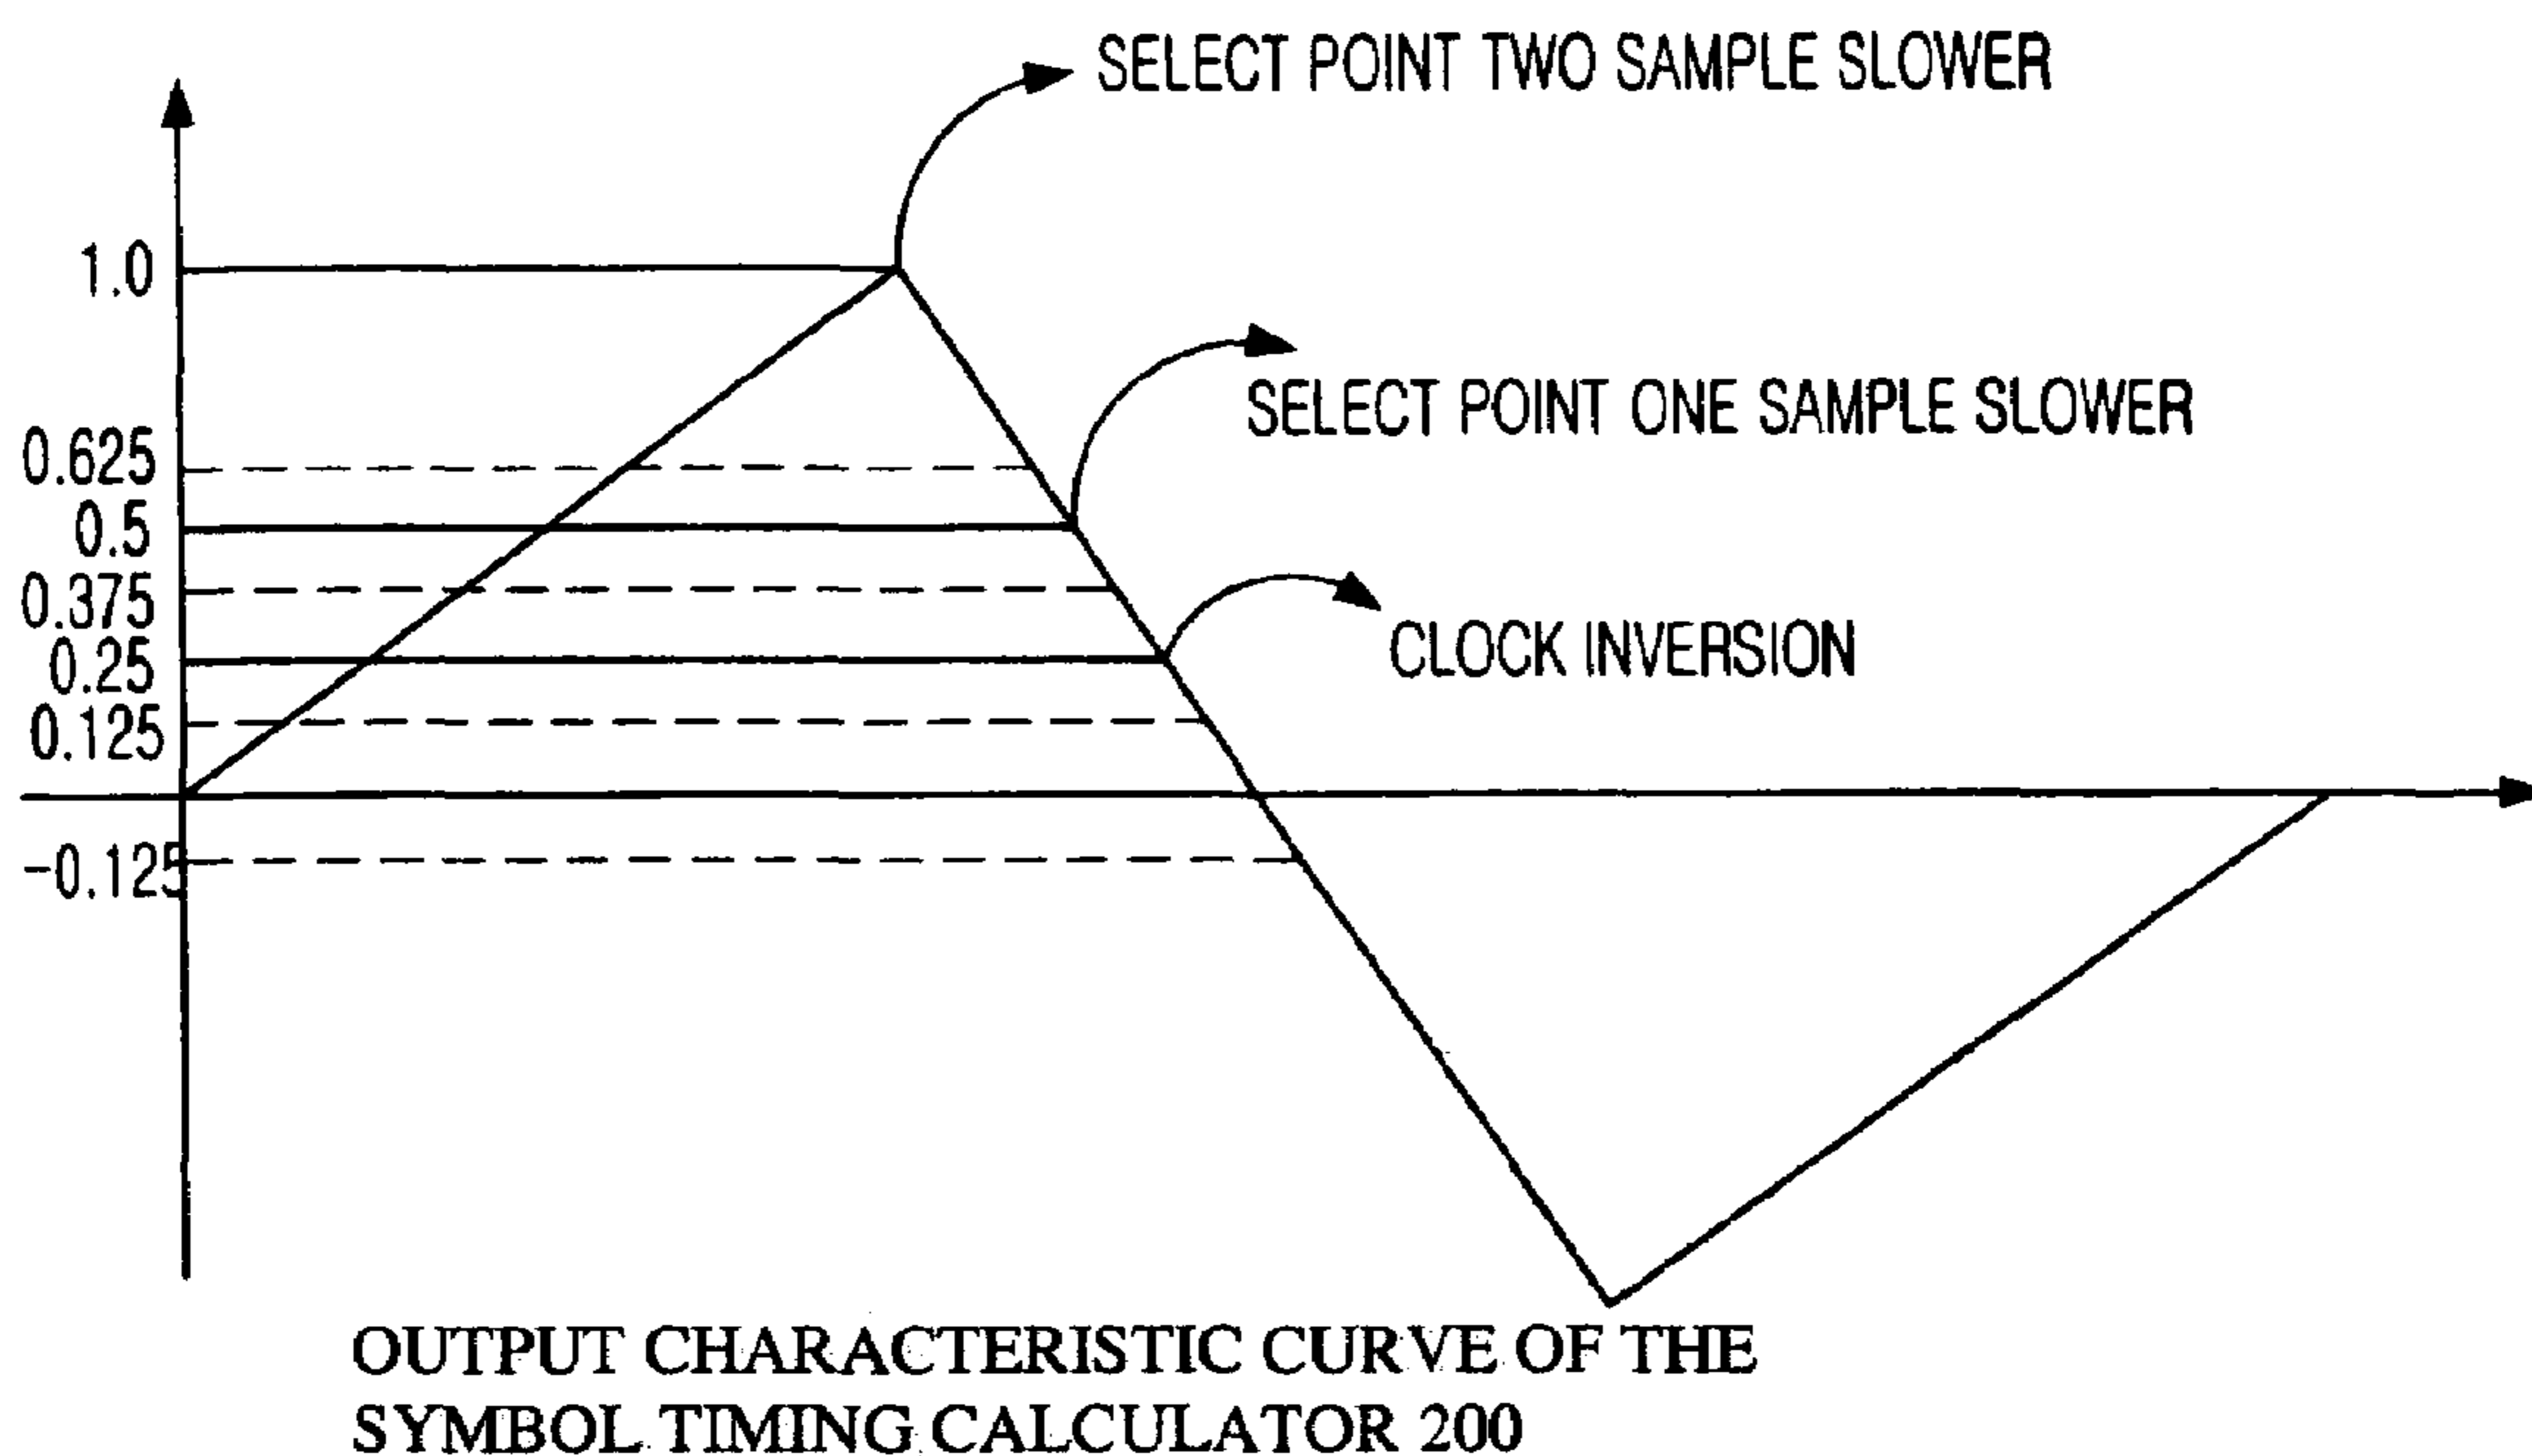 SELECT POINT TWO SAMPLE SLOWER
1.0
SELECT POINT ONE SAMPLE SLOWER
0.625
0.5
0.375
CLOCK INVERSION
0.25
0.125
-0.125
OUTPUT CHARACTERISTIC CURVE OF THE
SYMBOL TIMING CALCULATOR 200